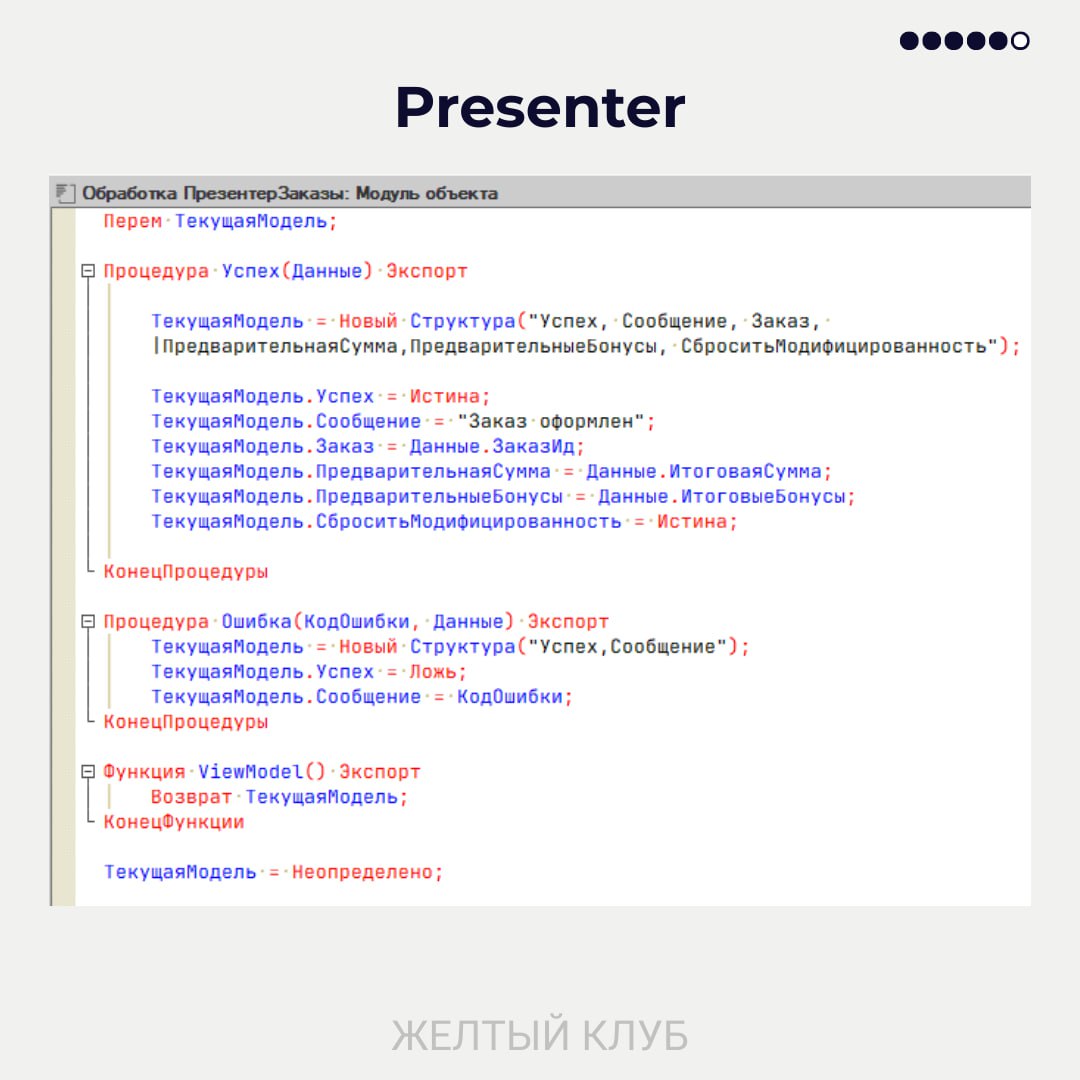 Presenter
Обработка ПрезентерЗаказы: Модуль объекта
Перем ТекущаяМодель;
Процедура Успех(Данные) Экспорт
ТекущаяМодель = Новый Структура("Успех, Сообщение, Заказ,
|ПредварительнаяСумма,ПредварительныеБонусы, СброситьМодифицированность");
ТекущаяМодель.Успех = Истина;
ТекущаяМодель.Сообщение = "Заказ оформлен";
ТекущаяМодель.Заказ = Данные.ЗаказИд;
ТекущаяМодель.ПредварительнаяСумма = Данные.ИтоговаяСумма;
ТекущаяМодель.ПредварительныеБонусы = Данные.ИтоговыеБонусы;
ТекущаяМодель.СброситьМодифицированность = Истина;
КонецПроцедуры
Процедура Ошибка(КодОшибки, Данные) Экспорт
ТекущаяМодель = Новый Структура("Успех,Сообщение");
ТекущаяМодель.Успех = Ложь;
ТекущаяМодель.Сообщение = КодОшибки;
КонецПроцедуры
Функция ViewModel() Экспорт
Возврат ТекущаяМодель;
КонецФункции
ТекущаяМодель = Неопределено;
ЖЕЛТЫЙ КЛУБ